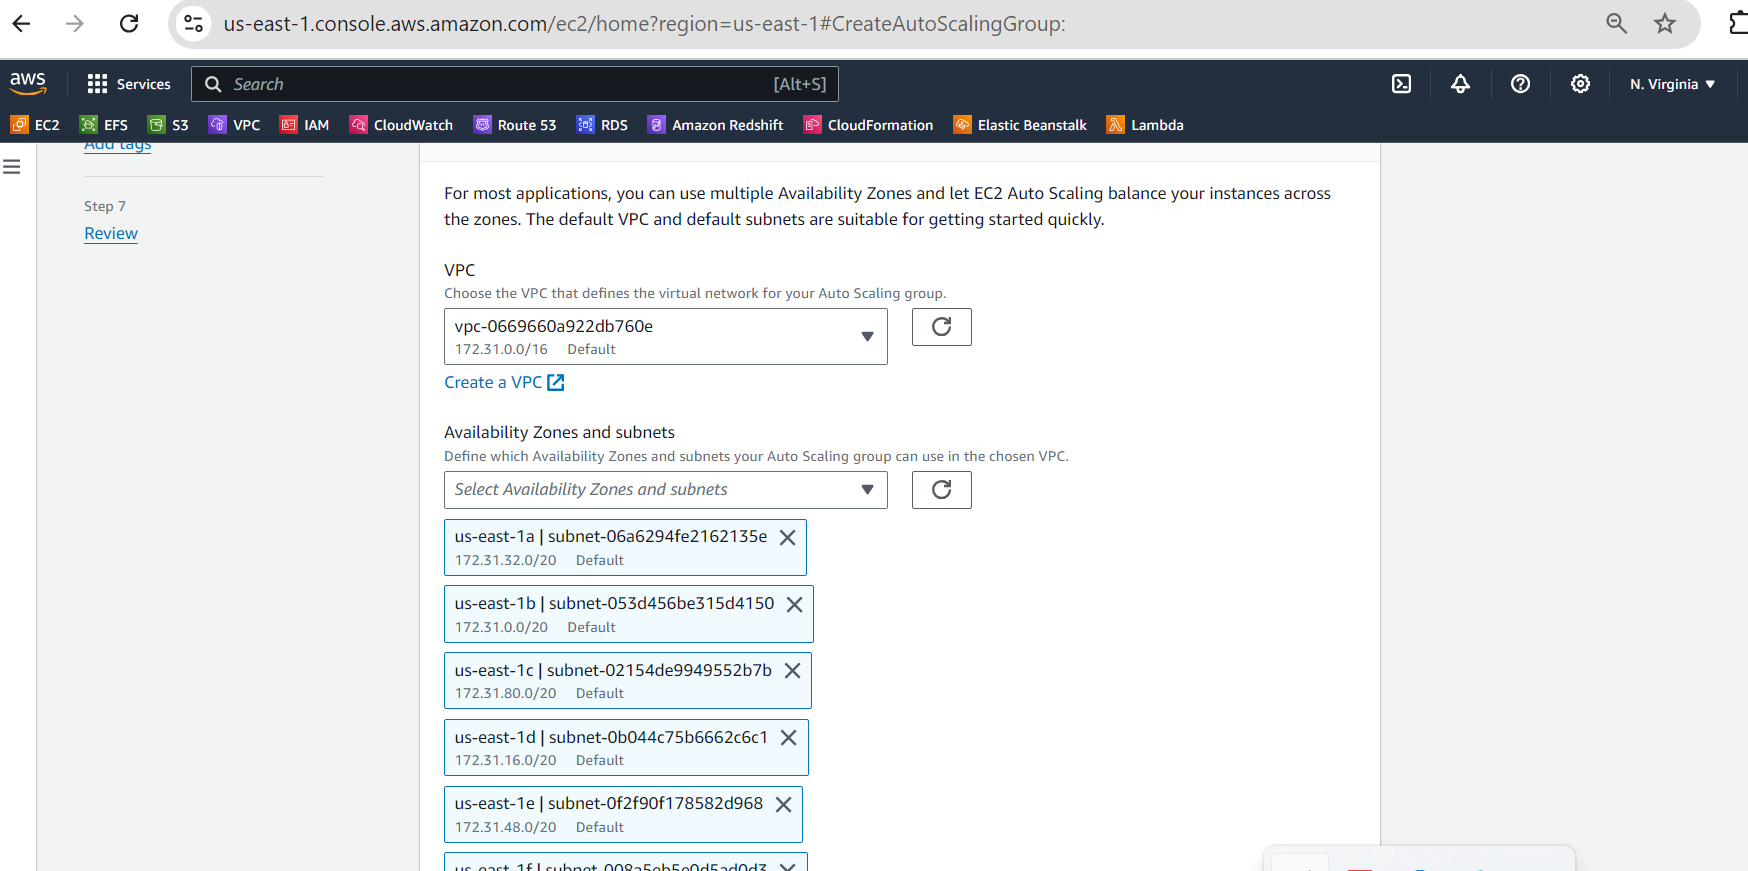 us-east-1.console.aws.amazon.com/ec2/home?region=us-east-1#CreateAutoScalingGroup:
aws Services Search [Alt+S] N. Virginia
EC2 EFS S3 VPC IAM CloudWatch Route 53 RDS Amazon Redshift CloudFormation Elastic Beanstalk Lambda
Add tags
Step 7
Review
For most applications, you can use multiple Availability Zones and let EC2 Auto Scaling balance your instances across
the zones. The default VPC and default subnets are suitable for getting started quickly.
VPC
Choose the VPC that defines the virtual network for your Auto Scaling group.
vpc-0669660a922db760e
172.31.0.0/16 Default
Create a VPC
Availability Zones and subnets
Define which Availability Zones and subnets your Auto Scaling group can use in the chosen VPC.
Select Availability Zones and subnets
us-east-1a | subnet-06a6294fe2162135e
172.31.32.0/20 Default
us-east-1b | subnet-053d456be315d4150
172.31.0.0/20 Default
us-east-1c | subnet-02154de9949552b7b
172.31.80.0/20 Default
us-east-1d | subnet-0b044c75b6662c6c1
172.31.16.0/20 Default
us-east-1e | subnet-0f2f90f178582d968
172.31.48.0/20 Default
us-east-1f | subnet-008a5eb5e0d5ad0d3